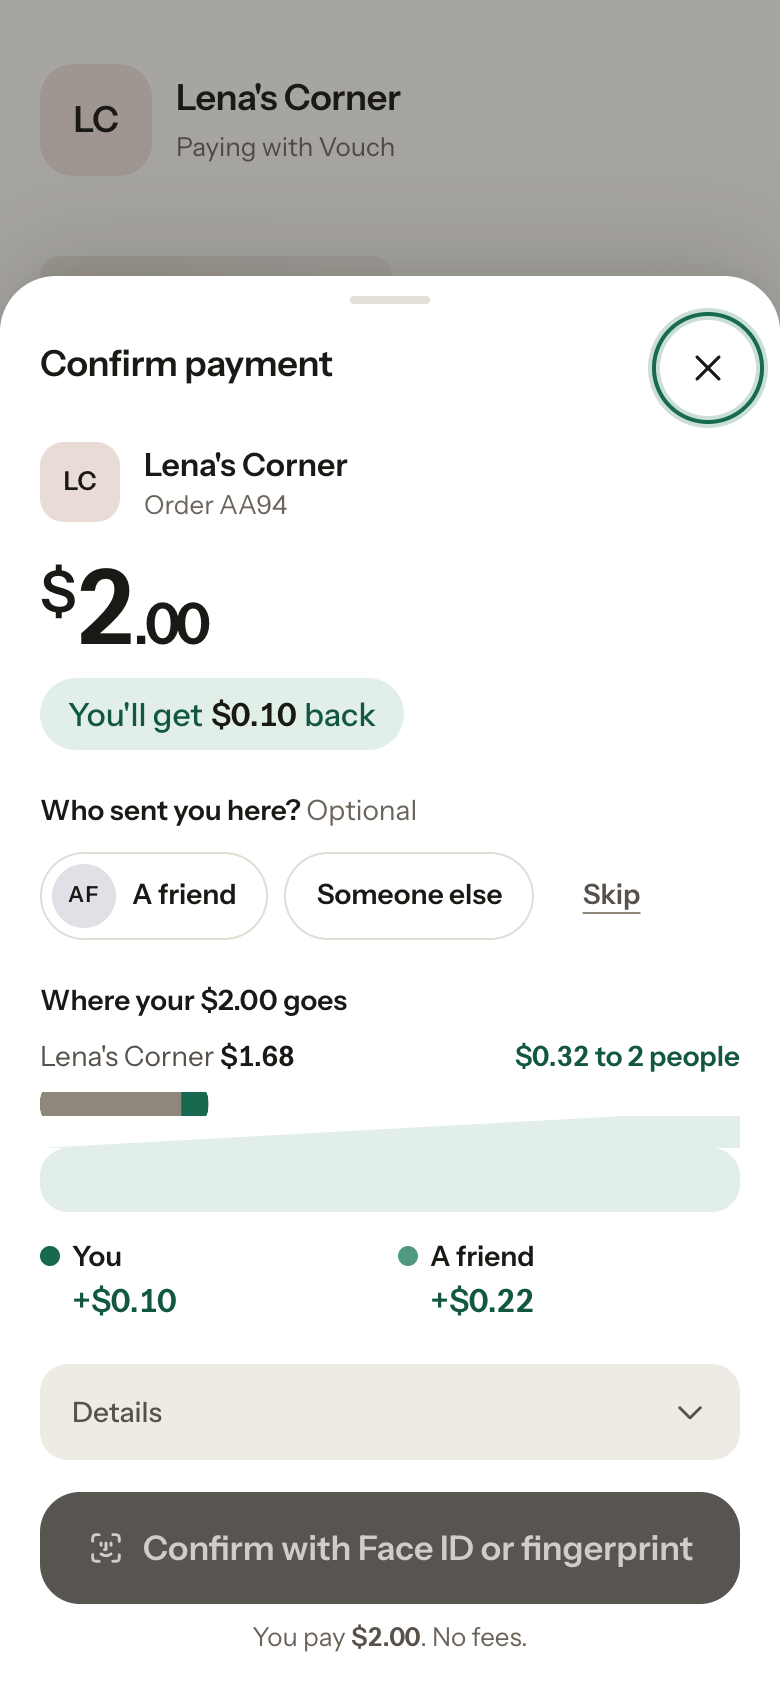 LC
Lena's Corner
Paying with Vouch
Confirm payment
LC
Lena's Corner
Order AA94
$2.00
You'll get $0.10 back
Who sent you here? Optional
AF A friend
Someone else
Skip
Where your $2.00 goes
Lena's Corner $1.68
$0.32 to 2 people
You
+$0.10
A friend
+$0.22
Details
Confirm with Face ID or fingerprint
You pay $2.00. No fees.